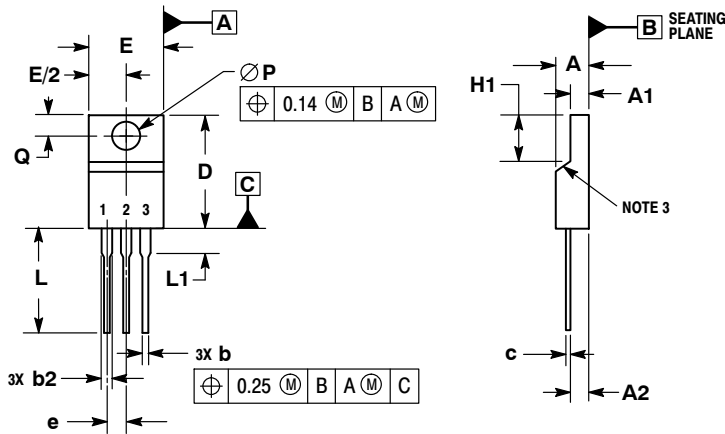 A
E
E/2
∅ P
⌖ 0.14 Ⓜ B A Ⓜ
Q
D
C
1 2 3
L
L1
3X b
3X b2
⌖ 0.25 Ⓜ B A Ⓜ C
e
B SEATING
PLANE
A
H1
A1
NOTE 3
c
A2